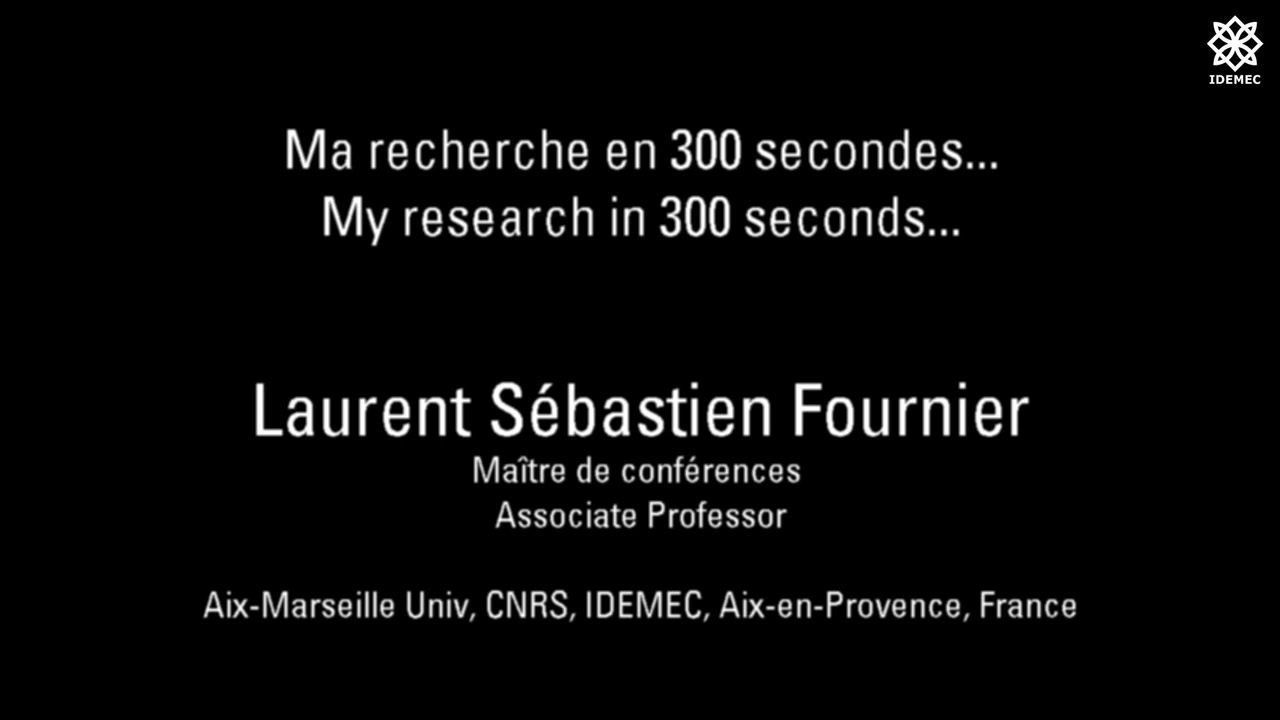 IDEMEC
Ma recherche en 300 secondes...
My research in 300 seconds...
Laurent Sébastien Fournier
Maître de conférences
Associate Professor
Aix-Marseille Univ, CNRS, IDEMEC, Aix-en-Provence, France